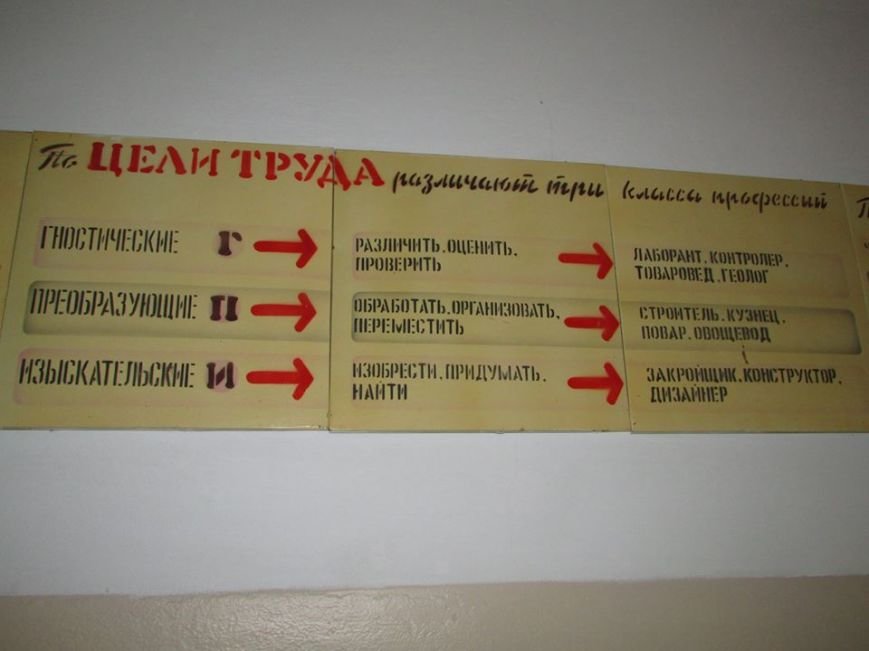 По ЦЕЛИ ТРУДА различают три класса профессий
ГНОСТИЧЕСКИЕ Г
РАЗЛИЧИТЬ. ОЦЕНИТЬ.
ПРОВЕРИТЬ
ЛАБОРАНТ. КОНТРОЛЕР.
ТОВАРОВЕД. ГЕОЛОГ
ПРЕОБРАЗУЮЩИЕ П
ОБРАБОТАТЬ. ОРГАНИЗОВАТЬ.
ПЕРЕМЕСТИТЬ
СТРОИТЕЛЬ. КУЗНЕЦ.
ПОВАР. ОВОЩЕВОД
ИЗЫСКАТЕЛЬСКИЕ И
ИЗОБРЕСТИ. ПРИДУМАТЬ.
НАЙТИ
ЗАКРОЙЩИК. КОНСТРУКТОР.
ДИЗАЙНЕР